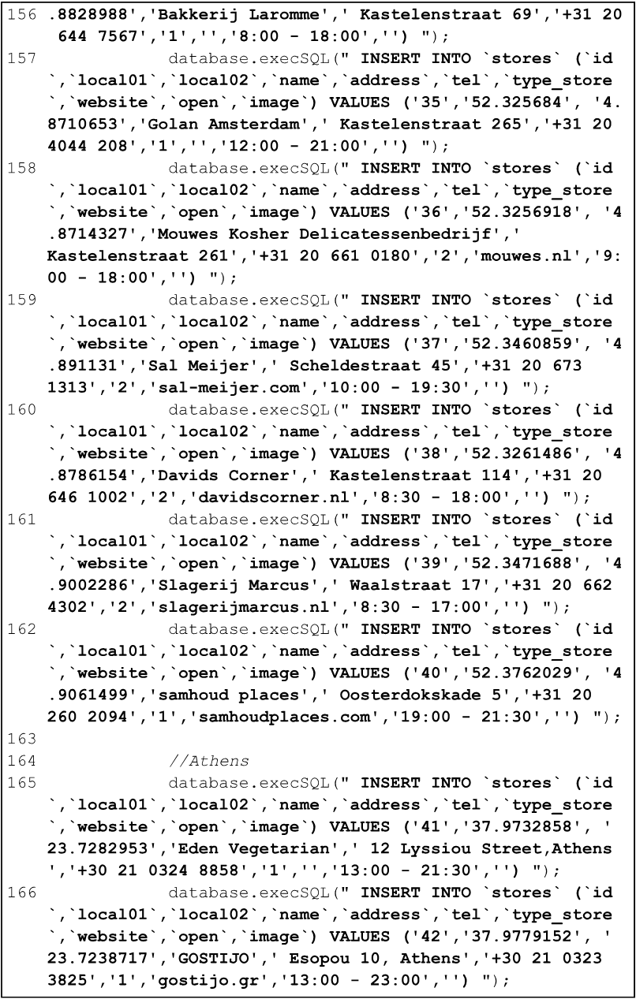 156 .8828988','Bakkerij Laromme',' Kastelenstraat 69','+31 20
644 7567','1','','8:00 - 18:00','') ");
157 database.execSQL(" INSERT INTO `stores` (`id
`,`local01`,`local02`,`name`,`address`,`tel`,`type_store
`,`website`,`open`,`image`) VALUES ('35','52.325684', '4.
8710653','Golan Amsterdam',' Kastelenstraat 265','+31 20
4044 208','1','','12:00 - 21:00','') ");
158 database.execSQL(" INSERT INTO `stores` (`id
`,`local01`,`local02`,`name`,`address`,`tel`,`type_store
`,`website`,`open`,`image`) VALUES ('36','52.3256918', '4
.8714327','Mouwes Kosher Delicatessenbedrijf','
Kastelenstraat 261','+31 20 661 0180','2','mouwes.nl','9:
00 - 18:00','') ");
159 database.execSQL(" INSERT INTO `stores` (`id
`,`local01`,`local02`,`name`,`address`,`tel`,`type_store
`,`website`,`open`,`image`) VALUES ('37','52.3460859', '4
.891131','Sal Meijer',' Scheldestraat 45','+31 20 673
1313','2','sal-meijer.com','10:00 - 19:30','') ");
160 database.execSQL(" INSERT INTO `stores` (`id
`,`local01`,`local02`,`name`,`address`,`tel`,`type_store
`,`website`,`open`,`image`) VALUES ('38','52.3261486', '4
.8786154','Davids Corner',' Kastelenstraat 114','+31 20
646 1002','2','davidscorner.nl','8:30 - 18:00','') ");
161 database.execSQL(" INSERT INTO `stores` (`id
`,`local01`,`local02`,`name`,`address`,`tel`,`type_store
`,`website`,`open`,`image`) VALUES ('39','52.3471688', '4
.9002286','Slagerij Marcus',' Waalstraat 17','+31 20 662
4302','2','slagerijmarcus.nl','8:30 - 17:00','') ");
162 database.execSQL(" INSERT INTO `stores` (`id
`,`local01`,`local02`,`name`,`address`,`tel`,`type_store
`,`website`,`open`,`image`) VALUES ('40','52.3762029', '4
.9061499','samhoud places',' Oosterdokskade 5','+31 20
260 2094','1','samhoudplaces.com','19:00 - 21:30','') ");
163
164 //Athens
165 database.execSQL(" INSERT INTO `stores` (`id
`,`local01`,`local02`,`name`,`address`,`tel`,`type_store
`,`website`,`open`,`image`) VALUES ('41','37.9732858', '
23.7282953','Eden Vegetarian',' 12 Lyssiou Street,Athens
','+30 21 0324 8858','1','','13:00 - 21:30','') ");
166 database.execSQL(" INSERT INTO `stores` (`id
`,`local01`,`local02`,`name`,`address`,`tel`,`type_store
`,`website`,`open`,`image`) VALUES ('42','37.9779152', '
23.7238717','GOSTIJO',' Esopou 10, Athens','+30 21 0323
3825','1','gostijo.gr','13:00 - 23:00','') ");